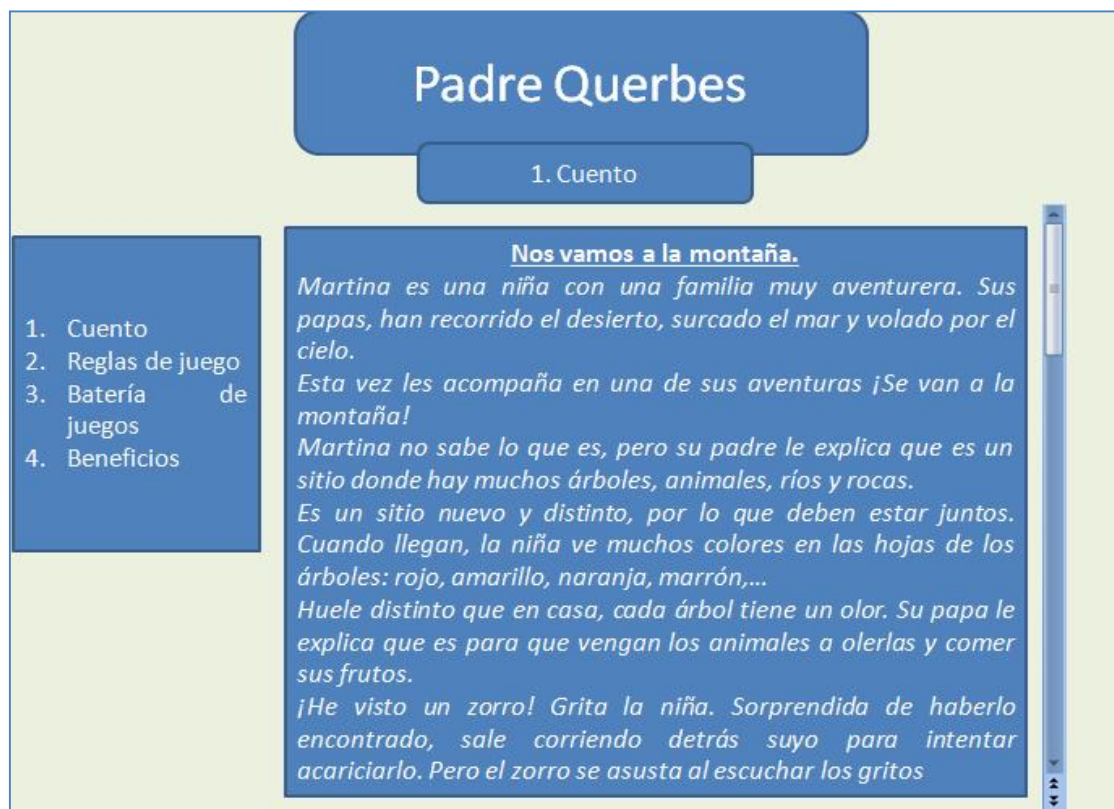 Padre Querbes
1. Cuento
1. Cuento
2. Reglas de juego
3. Batería de
juegos
4. Beneficios
Nos vamos a la montaña.
Martina es una niña con una familia muy aventurera. Sus
papas, han recorrido el desierto, surcado el mar y volado por el
cielo.
Esta vez les acompaña en una de sus aventuras ¡Se van a la
montaña!
Martina no sabe lo que es, pero su padre le explica que es un
sitio donde hay muchos árboles, animales, ríos y rocas.
Es un sitio nuevo y distinto, por lo que deben estar juntos.
Cuando llegan, la niña ve muchos colores en las hojas de los
árboles: rojo, amarillo, naranja, marrón,...
Huele distinto que en casa, cada árbol tiene un olor. Su papa le
explica que es para que vengan los animales a olerlas y comer
sus frutos.
¡He visto un zorro! Grita la niña. Sorprendida de haberlo
encontrado, sale corriendo detrás suyo para intentar
acariciarlo. Pero el zorro se asusta al escuchar los gritos